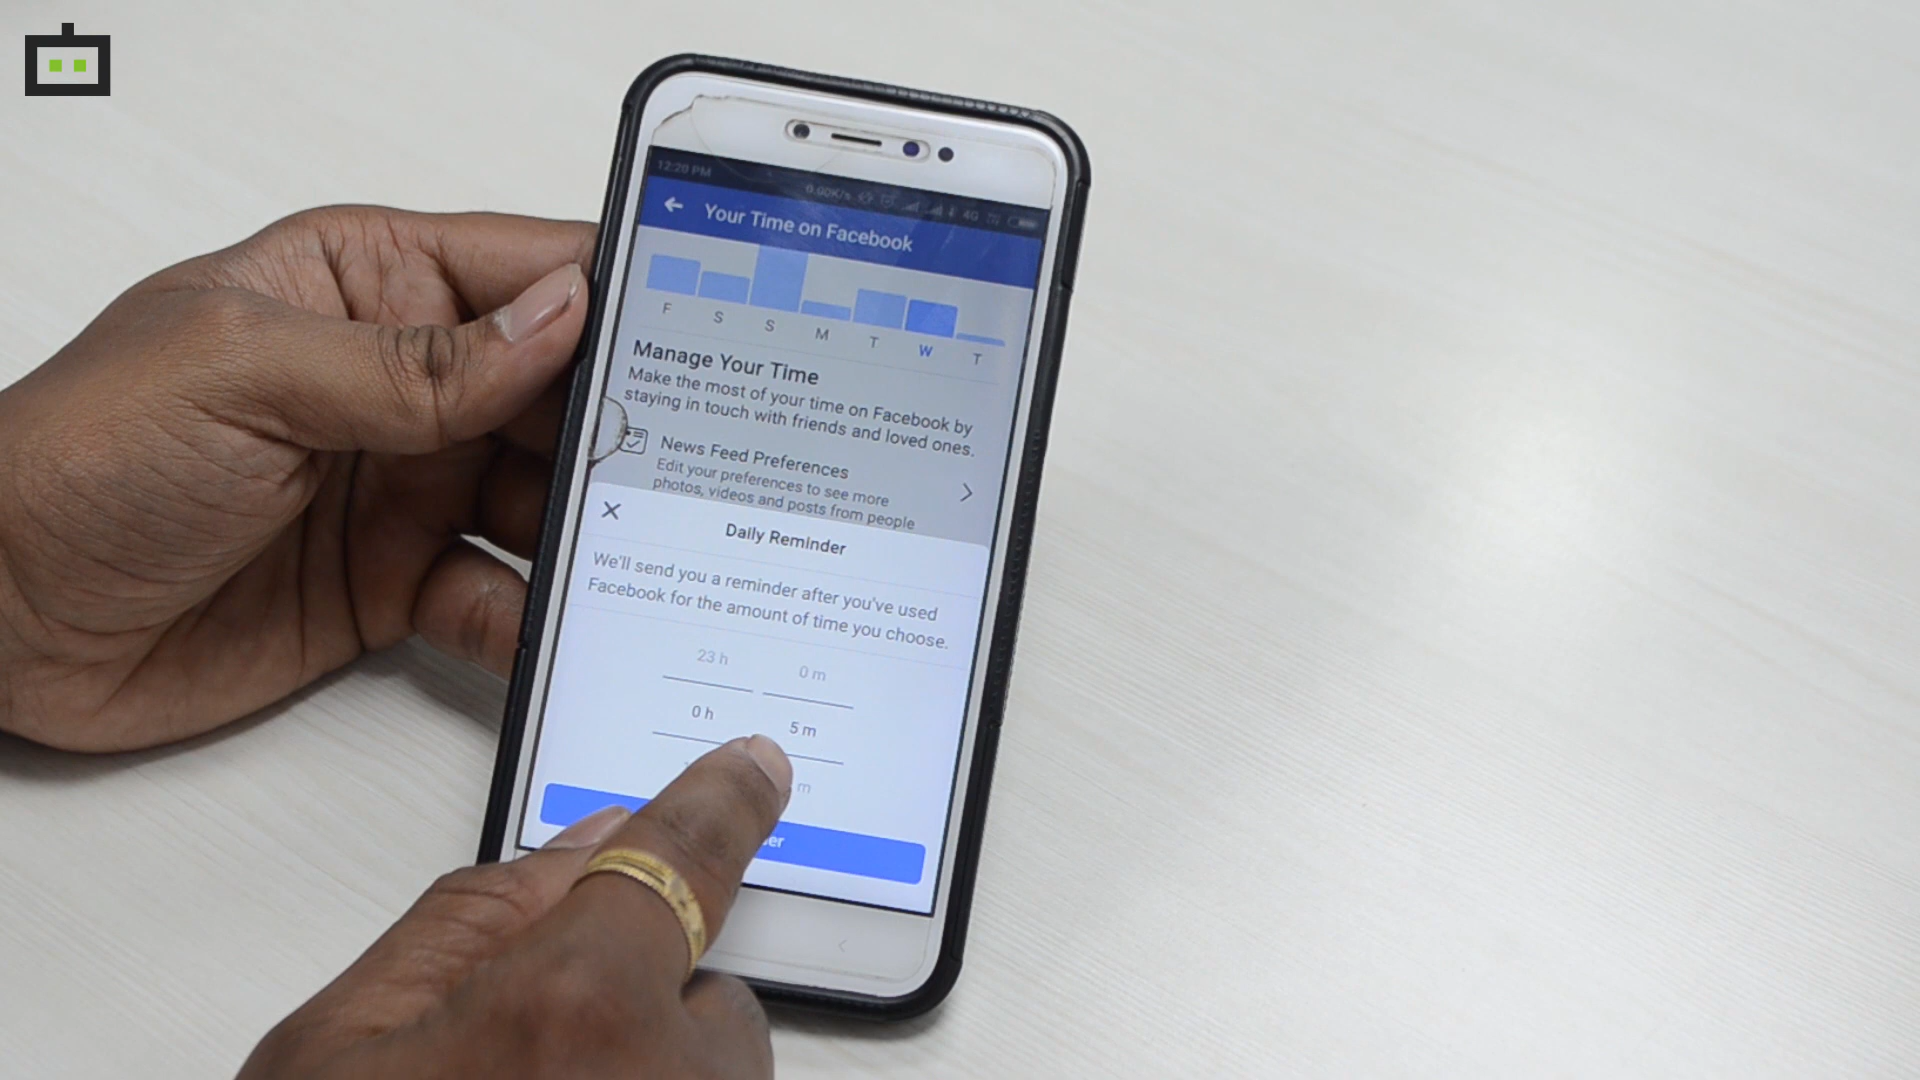 12:20 PM
0.00K/s
4G
Your Time on Facebook
F S S M T W T
Manage Your Time
Make the most of your time on Facebook by
staying in touch with friends and loved ones.
News Feed Preferences
Edit your preferences to see more
photos, videos and posts from people
Daily Reminder
We'll send you a reminder after you've used
Facebook for the amount of time you choose.
23 h 0 m
0 h 5 m
m